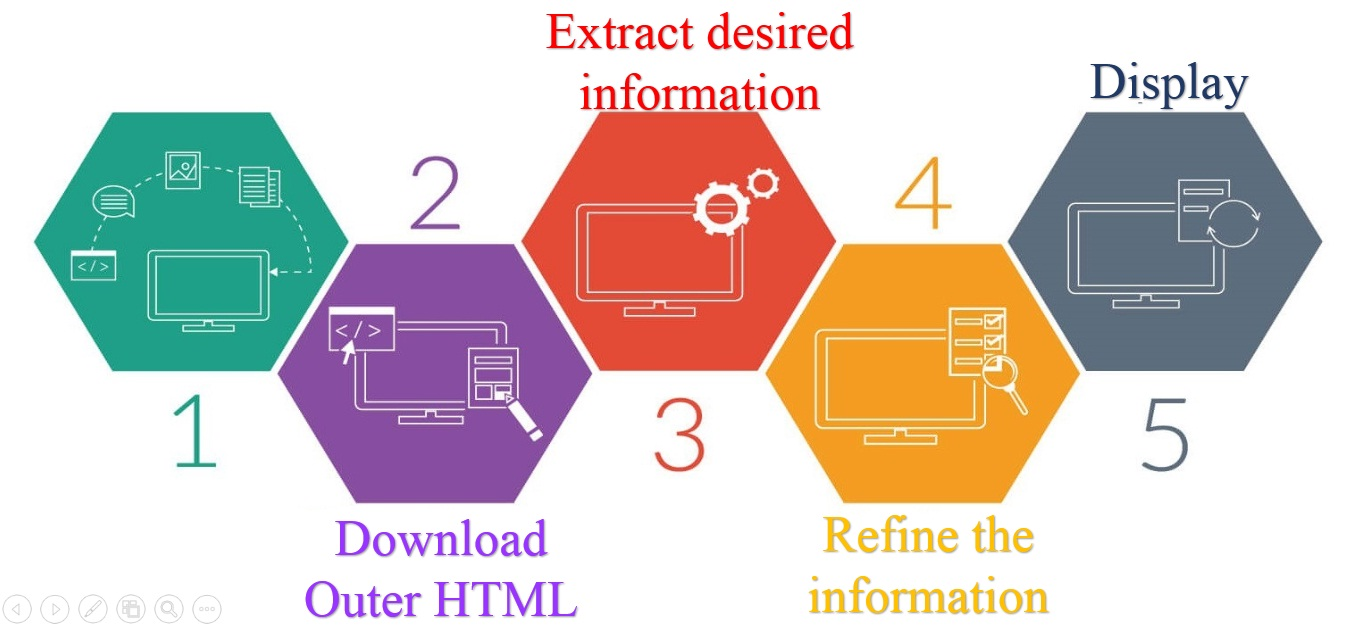 Extract desired
information
Display
2
4
</>
</>
1
3
5
Download
Outer HTML
Refine the
information